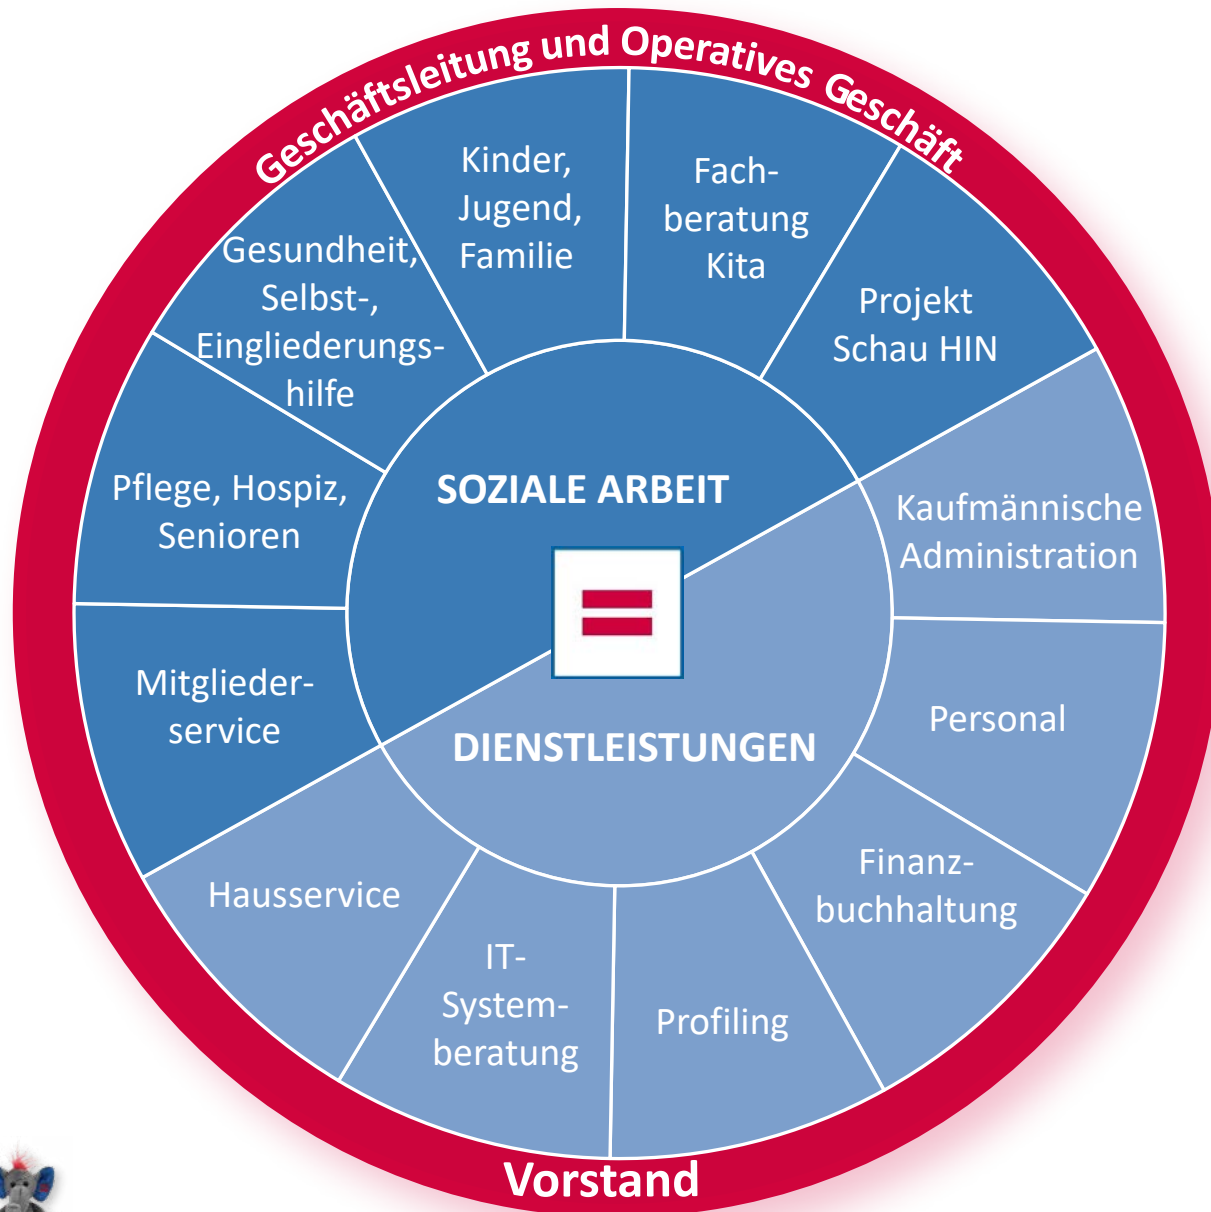 Geschäftsleitung und Operatives Geschäft
Kinder,
Jugend,
Familie
Fach-
beratung
Kita
Gesundheit,
Selbst-,
Eingliederungs-
hilfe
Projekt
Schau HIN
Pflege, Hospiz,
Senioren
SOZIALE ARBEIT
Kaufmännische
Administration
Mitglieder-
service
Personal
DIENSTLEISTUNGEN
Hausservice
Finanz-
buchhaltung
IT-
System-
beratung
Profiling
Vorstand